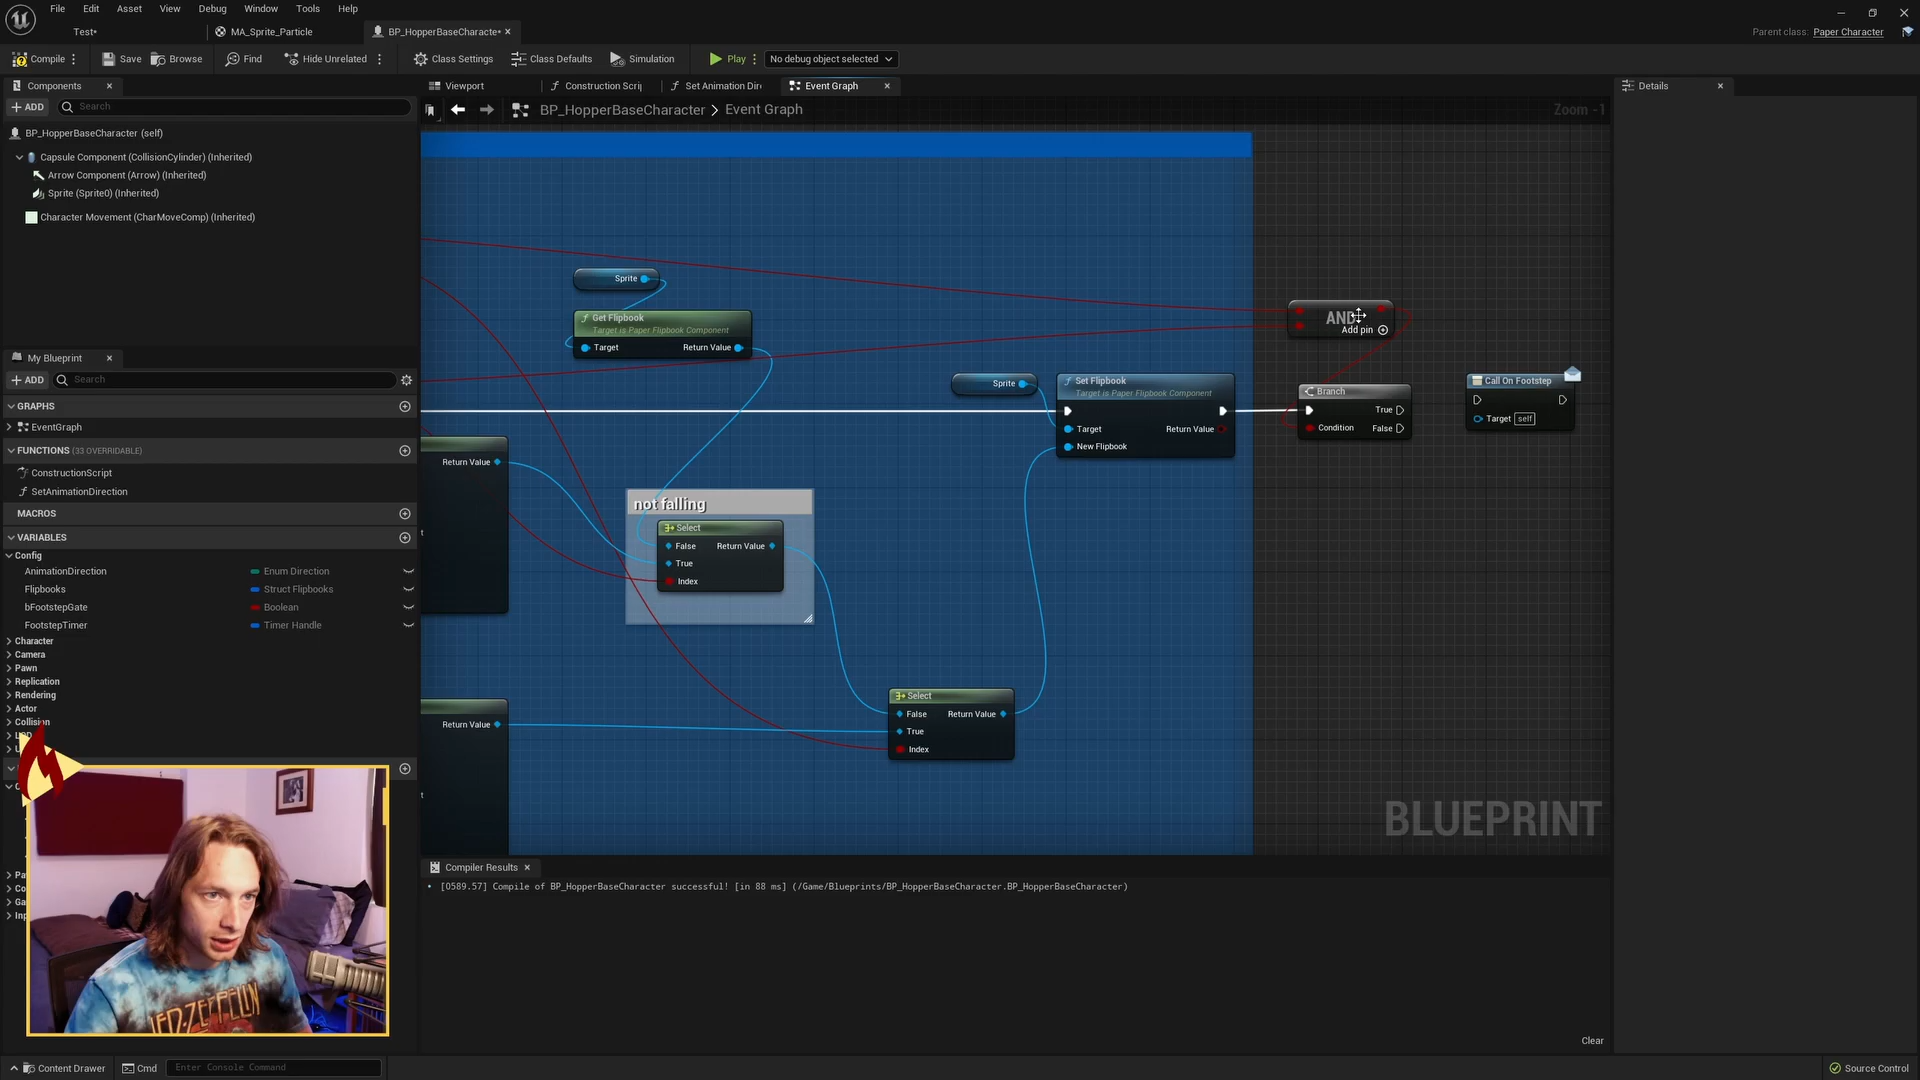 File Edit Asset View Window Debug Window Tools Help
Test*
MA_Sprite_Particle
BP_HopperBaseCharacte*
Parent class: Paper Character
Compile
Save
Browse
Find
Hide Unrelated
Class Settings
Class Defaults
Simulation
Play
No debug object selected
Components
ADD
Search
BP_HopperBaseCharacter (self)
Capsule Component (CollisionCylinder) (Inherited)
Arrow Component (Arrow) (Inherited)
Sprite (Sprite0) (Inherited)
Character Movement (CharMoveComp) (Inherited)
My Blueprint
ADD
Search
GRAPHS
EventGraph
FUNCTIONS (33 OVERRIDABLE)
ConstructionScript
SetAnimationDirection
MACROS
VARIABLES
Config
AnimationDirection Enum Direction
Flipbooks Struct Flipbooks
bFootstepGate Boolean
FootstepTimer Timer Handle
Character
Camera
Pawn
Replication
Rendering
Actor
Collision
Viewport
Construction Scrip
Set Animation Dire
Event Graph
BP_HopperBaseCharacter > Event Graph
Zoom -1
Sprite
Get Flipbook
Target is Paper Flipbook Component
Target Return Value
Return Value
not falling
Select
False Return Value
True
Index
Return Value
Select
False Return Value
True
Index
Sprite
Set Flipbook
Target is Paper Flipbook Component
Target Return Value
New Flipbook
AND
Add pin
Branch
True
Condition False
Call On Footstep
Target self
BLUEPRINT
Details
Compiler Results
[0589.57] Compile of BP_HopperBaseCharacter successful! [in 88 ms] (/Game/Blueprints/BP_HopperBaseCharacter.BP_HopperBaseCharacter)
Clear
LED-ZEPPELIN
Content Drawer
Cmd
Enter Console Command
Source Control